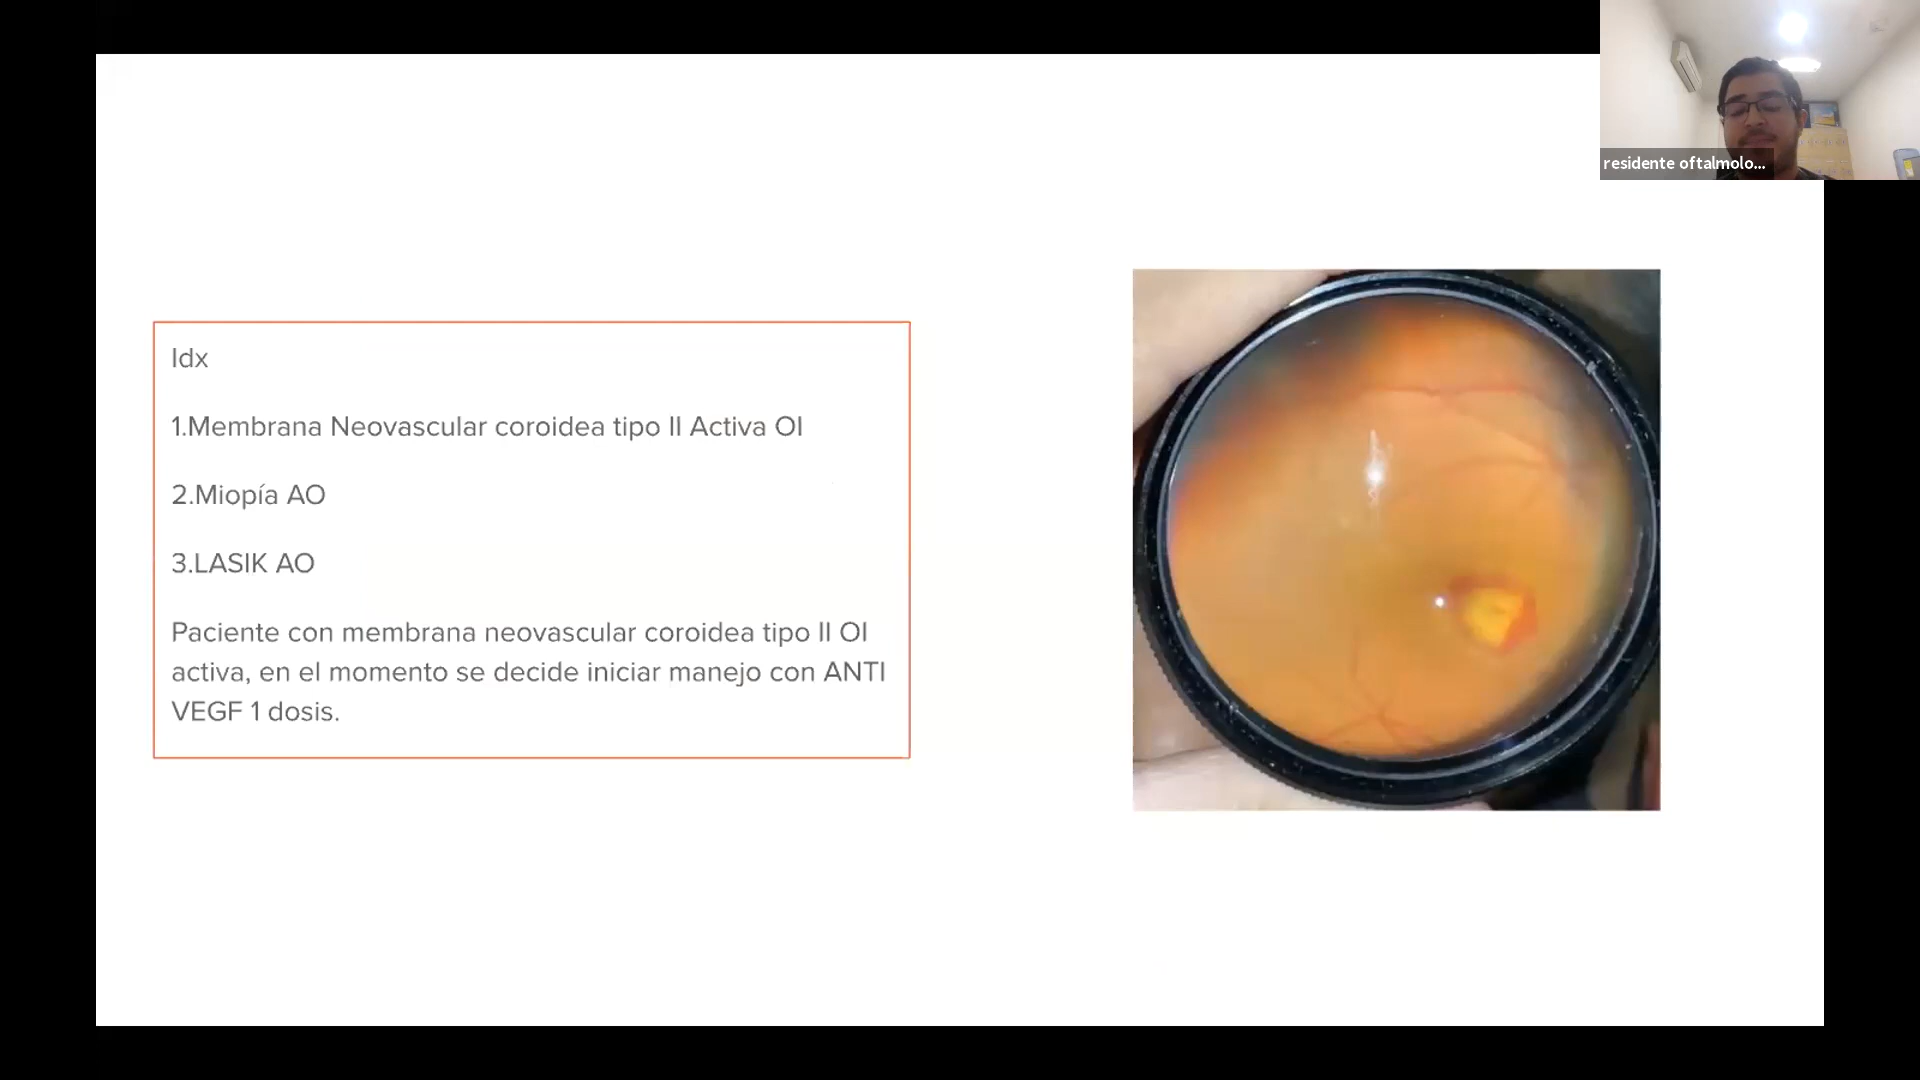 residente oftalmolo...
Idx
1.Membrana Neovascular coroidea tipo II Activa OI
2.Miopía AO
3.LASIK AO
Paciente con membrana neovascular coroidea tipo II OI
activa, en el momento se decide iniciar manejo con ANTI
VEGF 1 dosis.